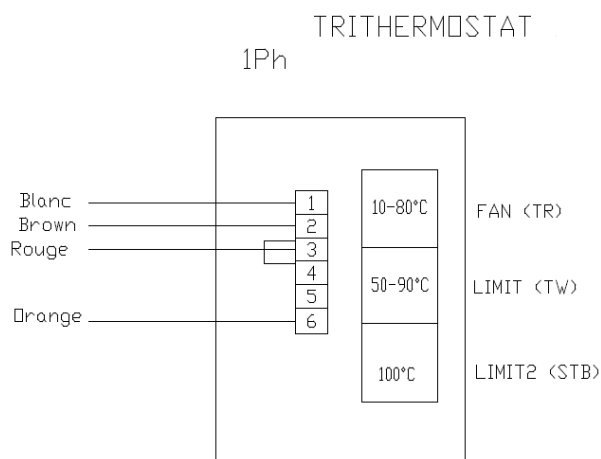 TRITHERMOSTAT
1Ph
Blanc
Brown
Rouge
Orange
1
2
3
4
5
6
10-80°C
FAN (TR)
50-90°C
LIMIT (TW)
100°C
LIMIT2 (STB)